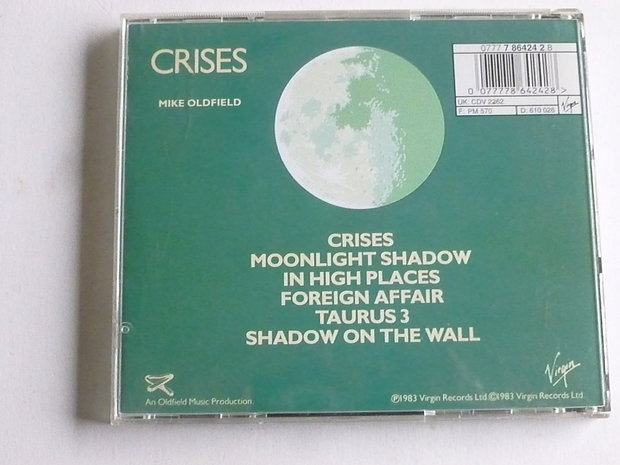 CRISES
MIKE OLDFIELD
0777 7 86424 2 8
0 077778 642428 >
UK: CDV 2262
F: PM 570 D: 610 026
Virgin
CRISES
MOONLIGHT SHADOW
IN HIGH PLACES
FOREIGN AFFAIR
TAURUS 3
SHADOW ON THE WALL
Virgin
An Oldfield Music Production.
Ⓟ1983 Virgin Records Ltd.©1983 Virgin Records Ltd.